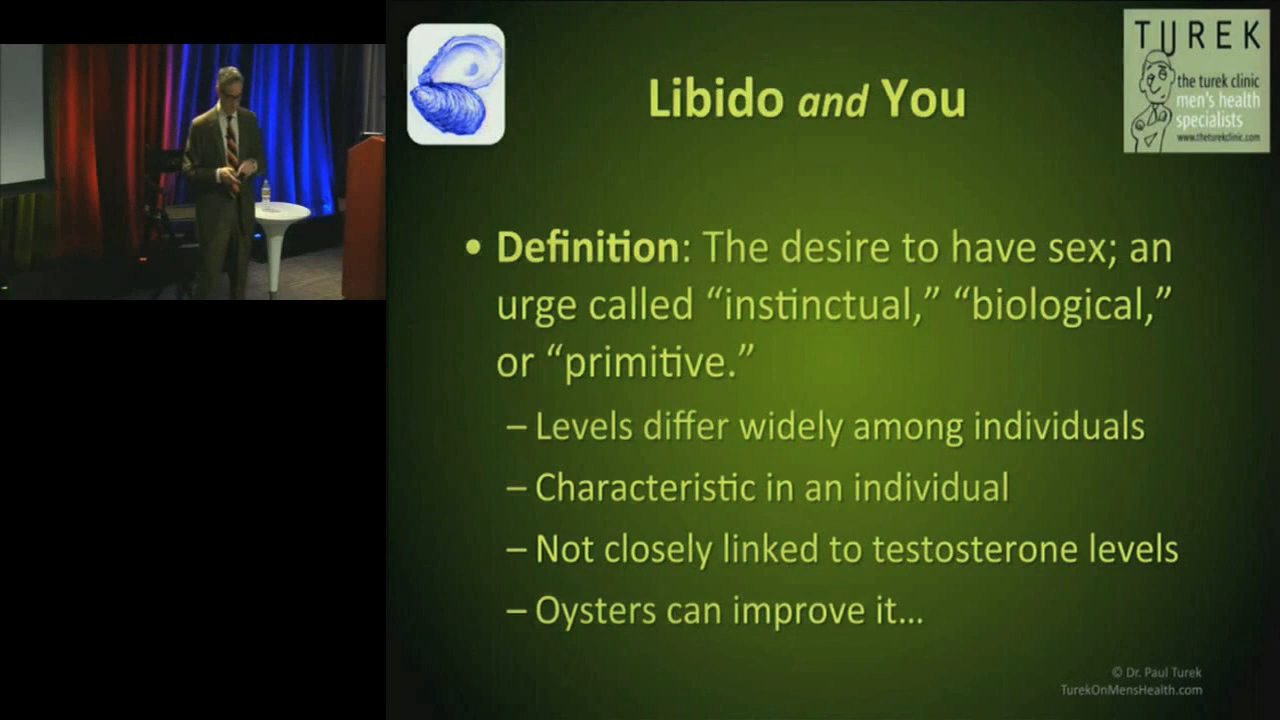 Libido and You
TUREK
the turek clinic
men's health
specialists
www.theturekclinic.com
• Definition: The desire to have sex; an
urge called “instinctual,” “biological,”
or “primitive.”
– Levels differ widely among individuals
– Characteristic in an individual
– Not closely linked to testosterone levels
– Oysters can improve it...
© Dr. Paul Turek
TurekOnMensHealth.com